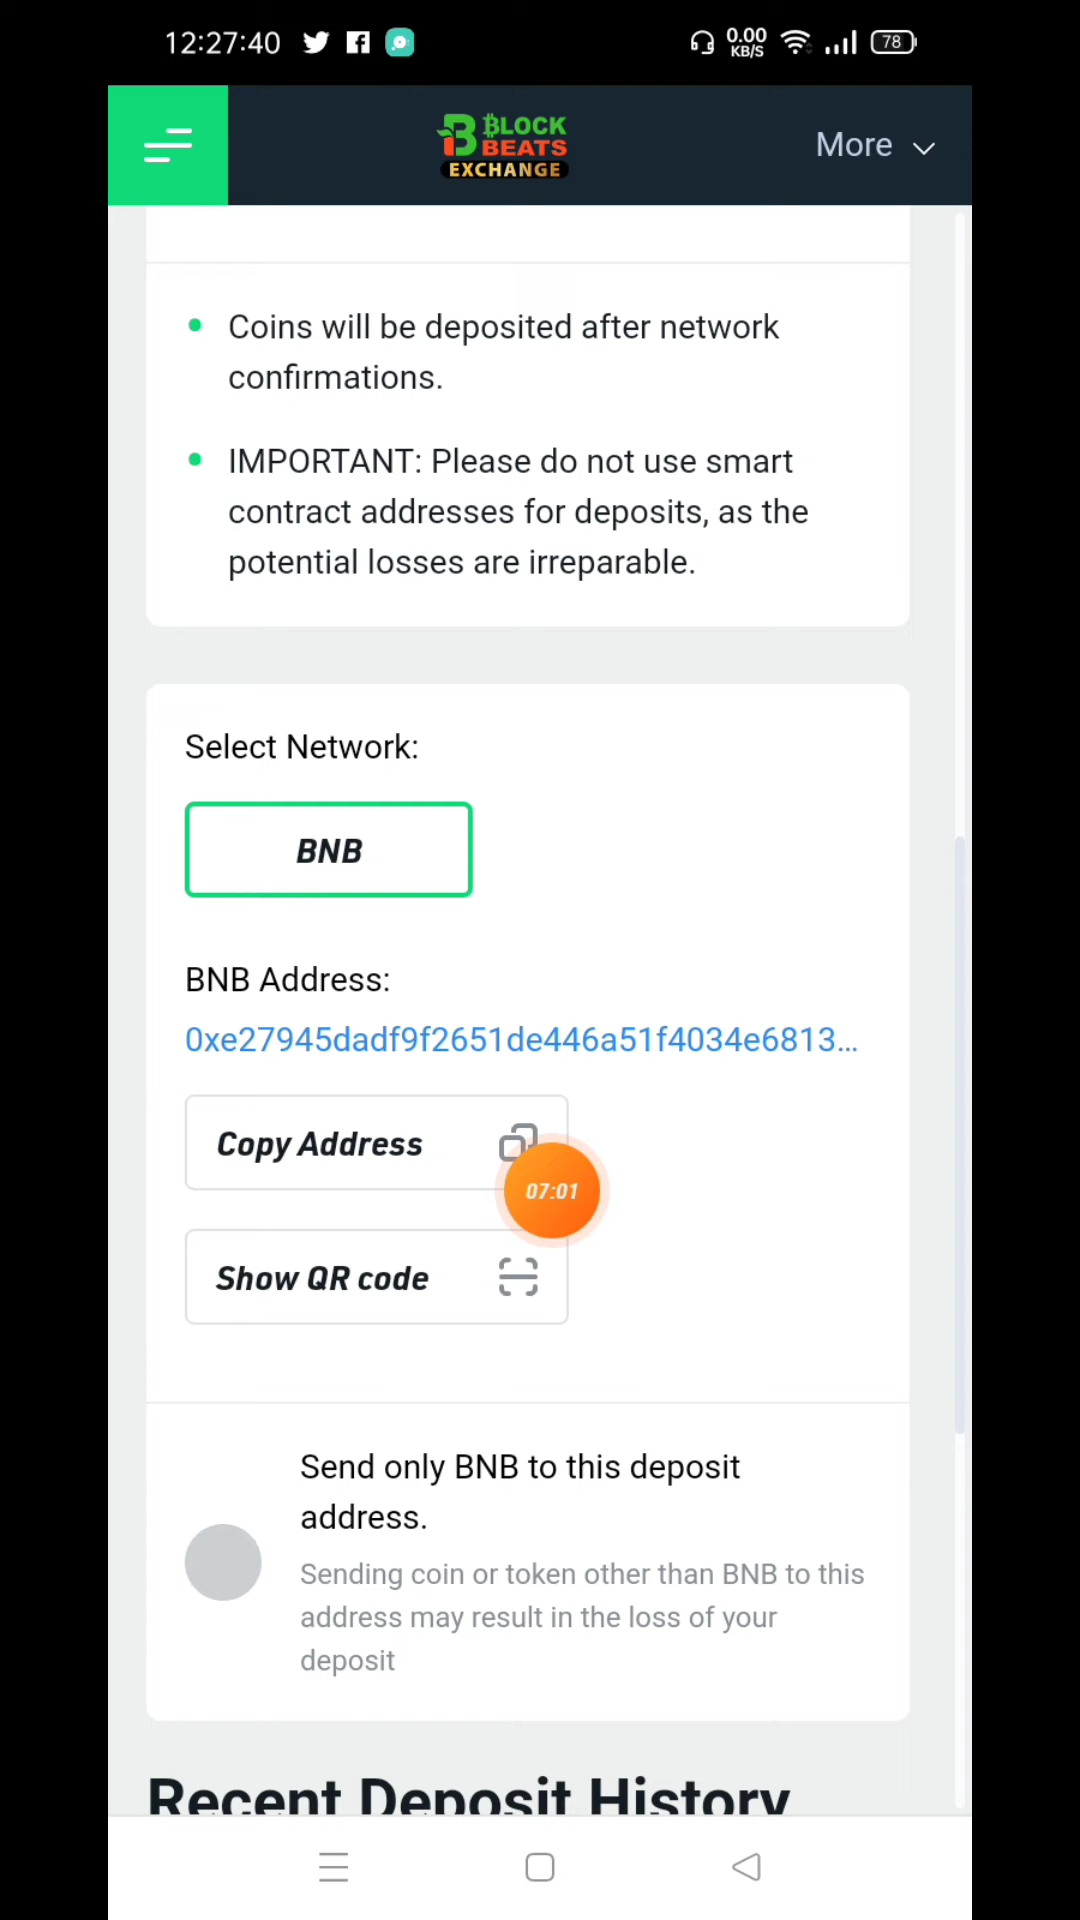 12:27:40
0.00
KB/S
78
BLOCK
BEATS
EXCHANGE
More
Coins will be deposited after network
confirmations.
IMPORTANT: Please do not use smart
contract addresses for deposits, as the
potential losses are irreparable.
Select Network:
BNB
BNB Address:
0xe27945dadf9f2651de446a51f4034e6813...
Copy Address
07:01
Show QR code
Send only BNB to this deposit
address.
Sending coin or token other than BNB to this
address may result in the loss of your
deposit
Recent Deposit History